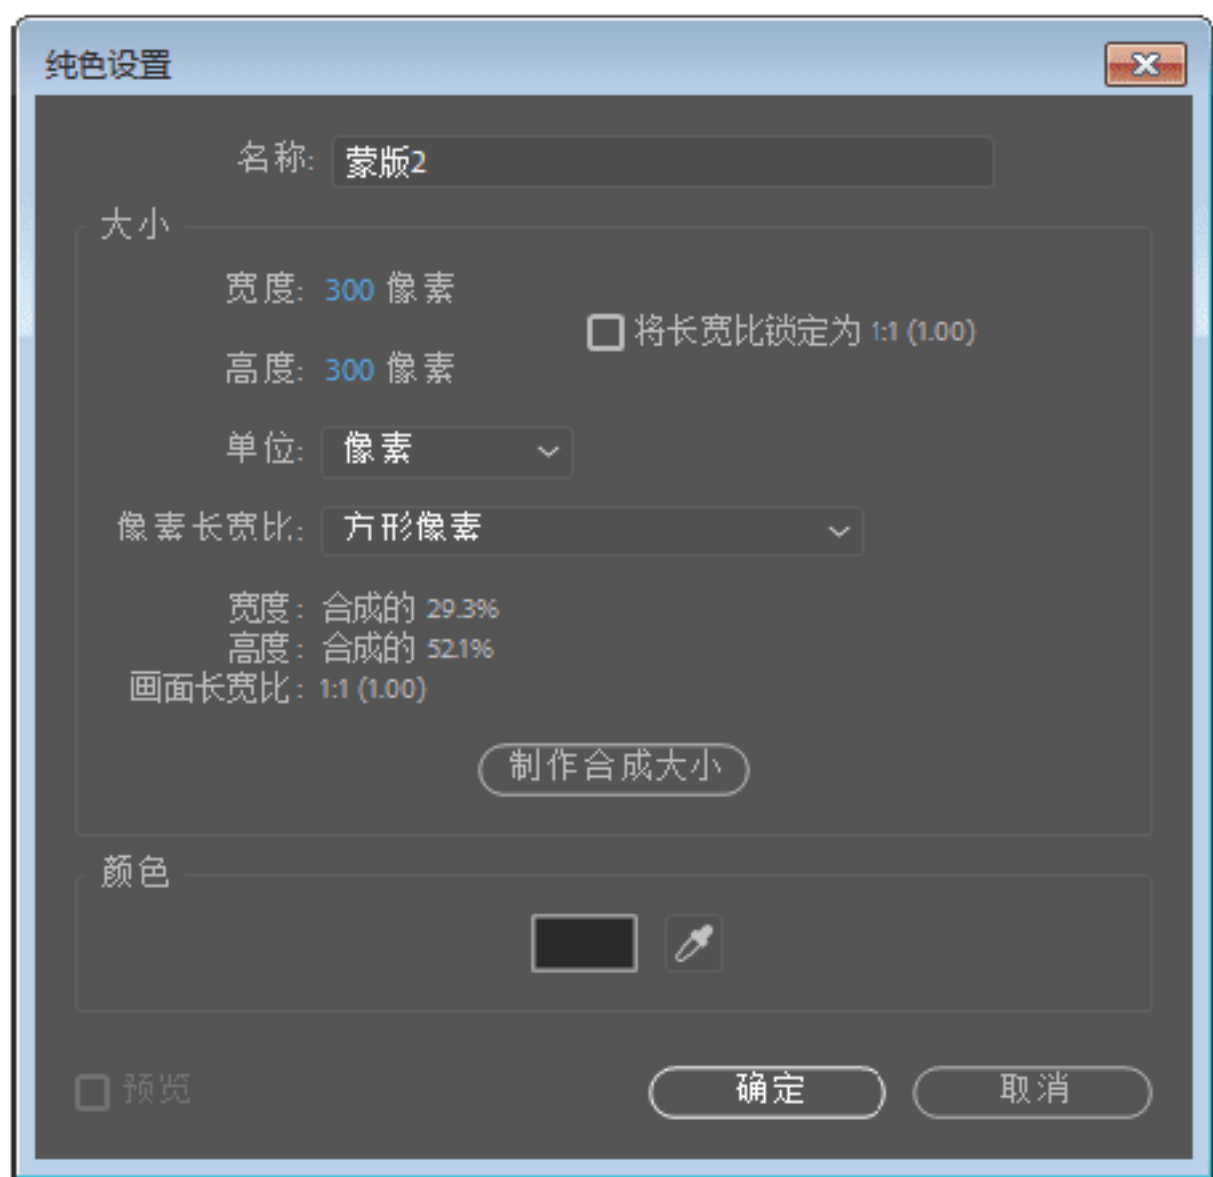 纯色设置
名称: 蒙版2
大小
宽度: 300 像素
将长宽比锁定为 1:1 (1.00)
高度: 300 像素
单位: 像素
像素长宽比: 方形像素
宽度: 合成的 29.3%
高度: 合成的 52.1%
画面长宽比: 1:1 (1.00)
制作合成大小
颜色
预览
确定
取消